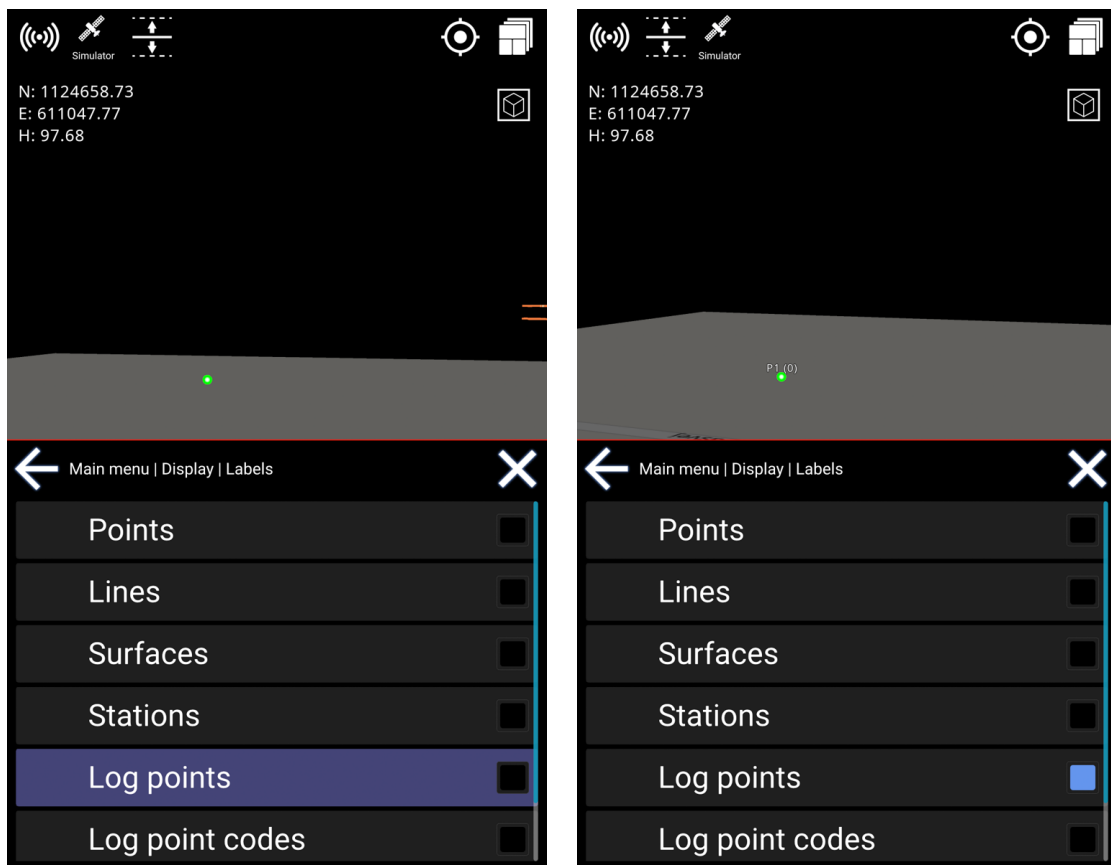 Simulator
N: 1124658.73
E: 611047.77
H: 97.68
Main menu | Display | Labels
Points
Lines
Surfaces
Stations
Log points
Log point codes
Simulator
N: 1124658.73
E: 611047.77
H: 97.68
P1 (0)
Main menu | Display | Labels
Points
Lines
Surfaces
Stations
Log points
Log point codes